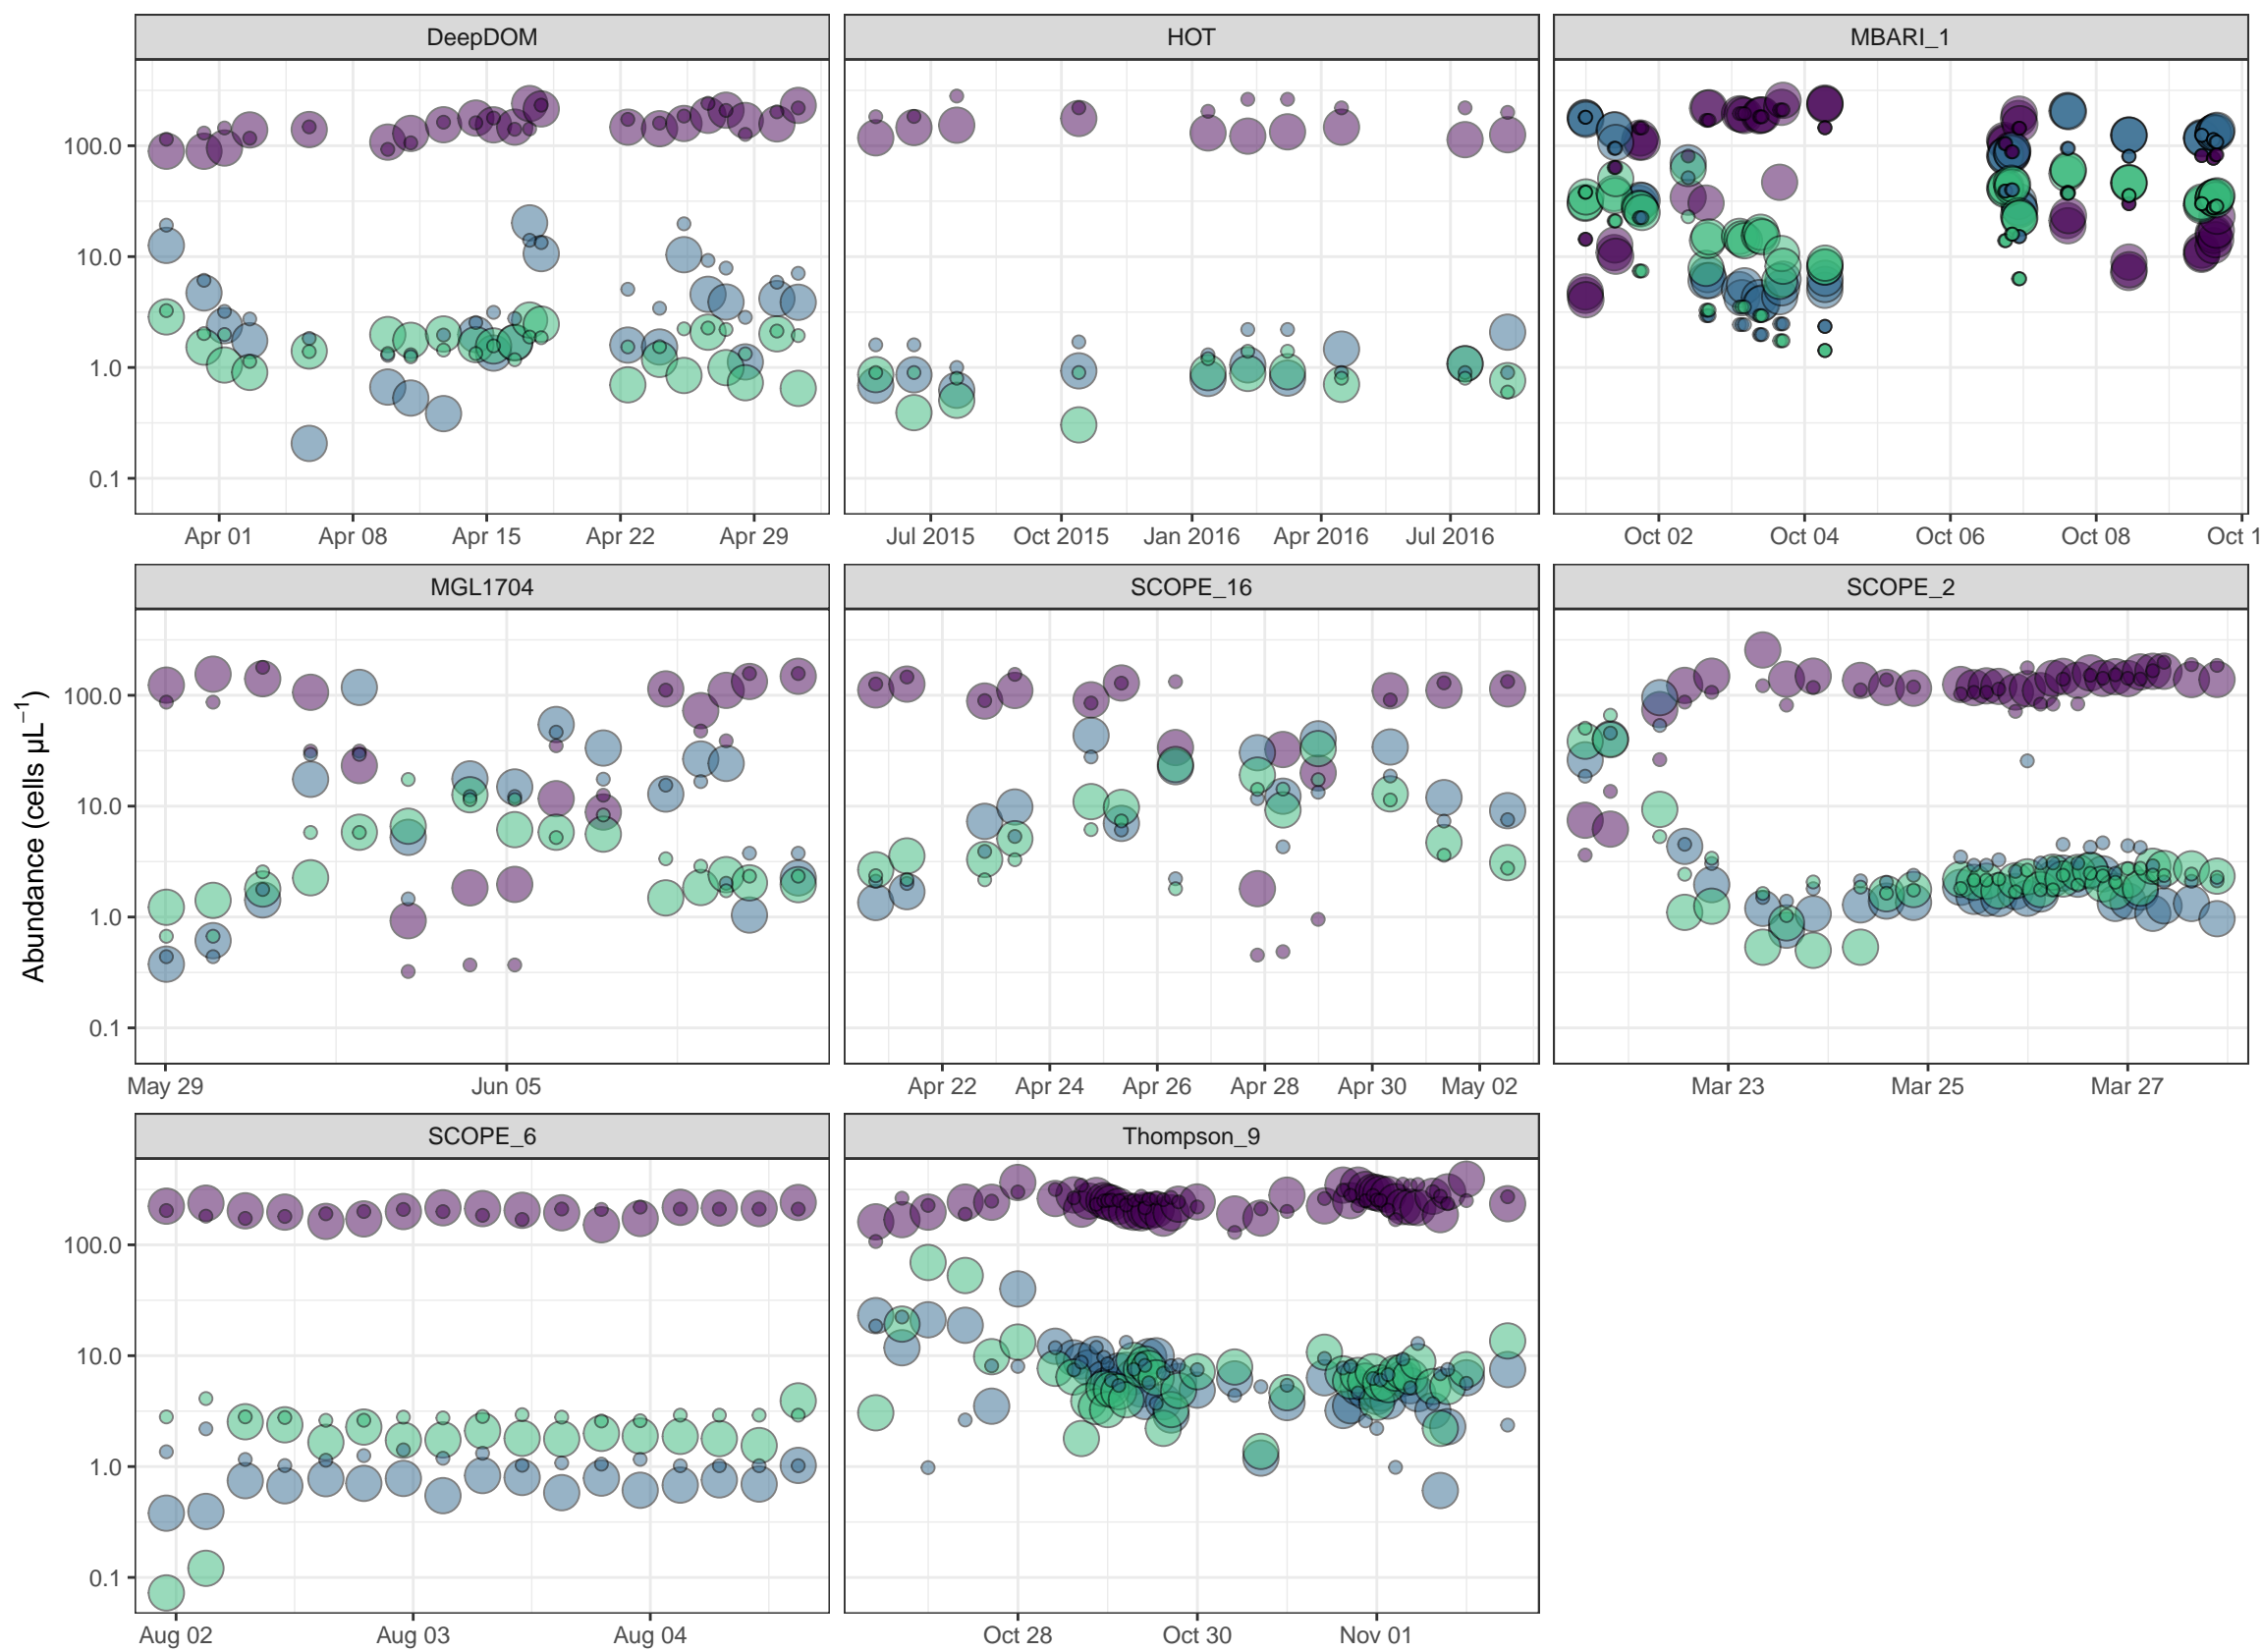 DeepDOM HOT MBARI_1
100.0
10.0
1.0
0.1
Apr 01 Apr 08 Apr 15 Apr 22 Apr 29 Jul 2015 Oct 2015 Jan 2016 Apr 2016 Jul 2016 Oct 02 Oct 04 Oct 06 Oct 08 Oct 1
MGL1704 SCOPE_16 SCOPE_2
Abundance (cells μL⁻¹)
100.0
10.0
1.0
0.1
May 29 Jun 05 Apr 22 Apr 24 Apr 26 Apr 28 Apr 30 May 02 Mar 23 Mar 25 Mar 27
SCOPE_6 Thompson_9
100.0
10.0
1.0
0.1
Aug 02 Aug 03 Aug 04 Oct 28 Oct 30 Nov 01